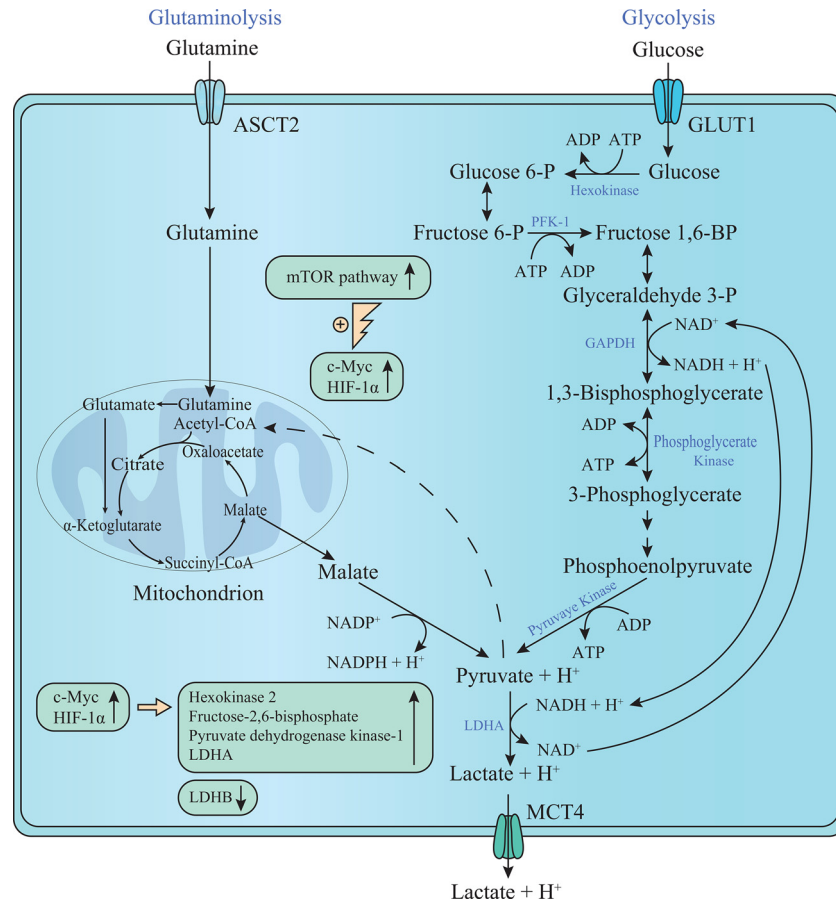 Glutaminolysis
Glutamine
Glycolysis
Glucose
ASCT2
GLUT1
ADP ATP
Glucose 6-P
Hexokinase
Glucose
Glutamine
Fructose 6-P
PFK-1
Fructose 1,6-BP
ATP ADP
mTOR pathway
+
c-Myc
HIF-1α
Glyceraldehyde 3-P
GAPDH
NAD⁺
NADH + H⁺
1,3-Bisphosphoglycerate
ADP
ATP
Phosphoglycerate
Kinase
3-Phosphoglycerate
Phosphoenolpyruvate
Glutamate
Glutamine
Acetyl-CoA
Oxaloacetate
Citrate
Malate
α-Ketoglutarate
Succinyl-CoA
Mitochondrion
Malate
NADP⁺
NADPH + H⁺
Pyruvaye Kinase
ADP
ATP
Pyruvate + H⁺
c-Myc
HIF-1α
Hexokinase 2
Fructose-2,6-bisphosphate
Pyruvate dehydrogenase kinase-1
LDHA
LDHB
LDHA
NADH + H⁺
NAD⁺
Lactate + H⁺
MCT4
Lactate + H⁺